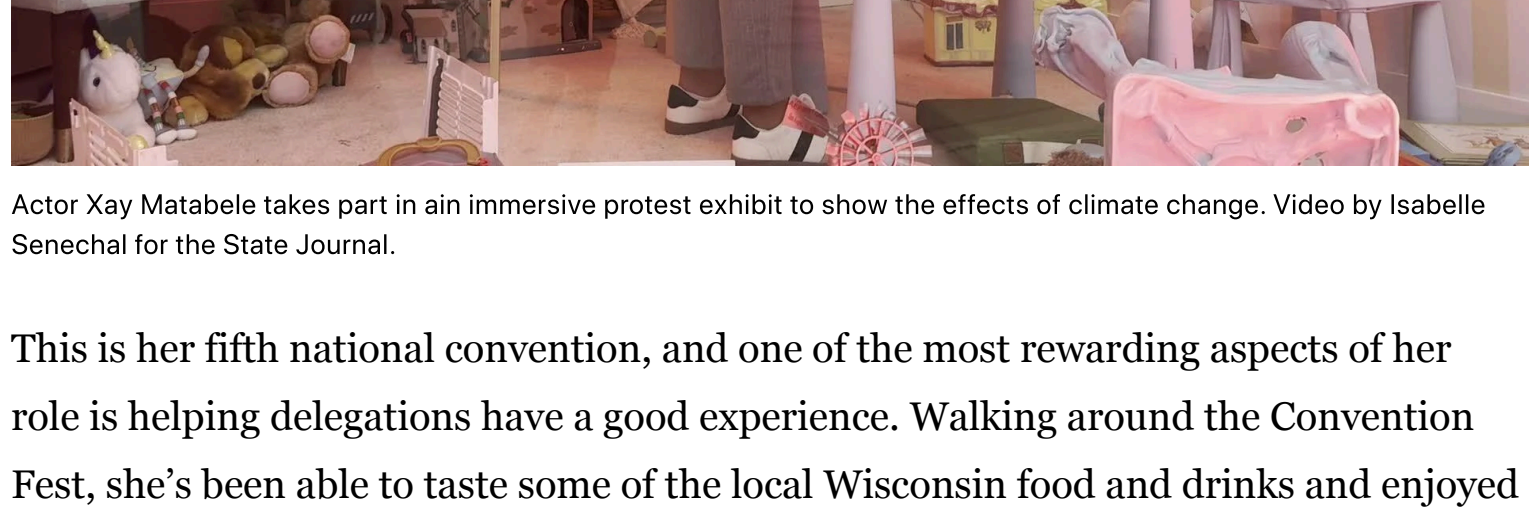 Actor Xay Matabele takes part in ain immersive protest exhibit to show the effects of climate change. Video by Isabelle
Senechal for the State Journal.
This is her fifth national convention, and one of the most rewarding aspects of her
role is helping delegations have a good experience. Walking around the Convention
Fest, she’s been able to taste some of the local Wisconsin food and drinks and enjoyed